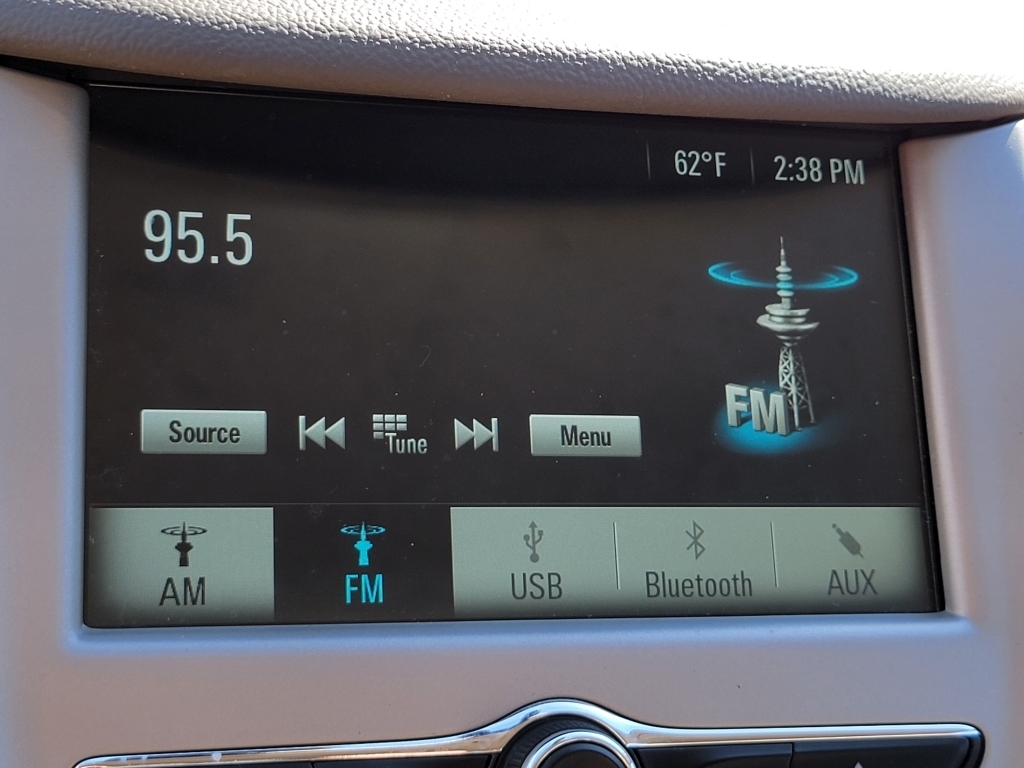 62°F 2:38 PM
95.5
FM
Source Tune Menu
AM FM USB Bluetooth AUX